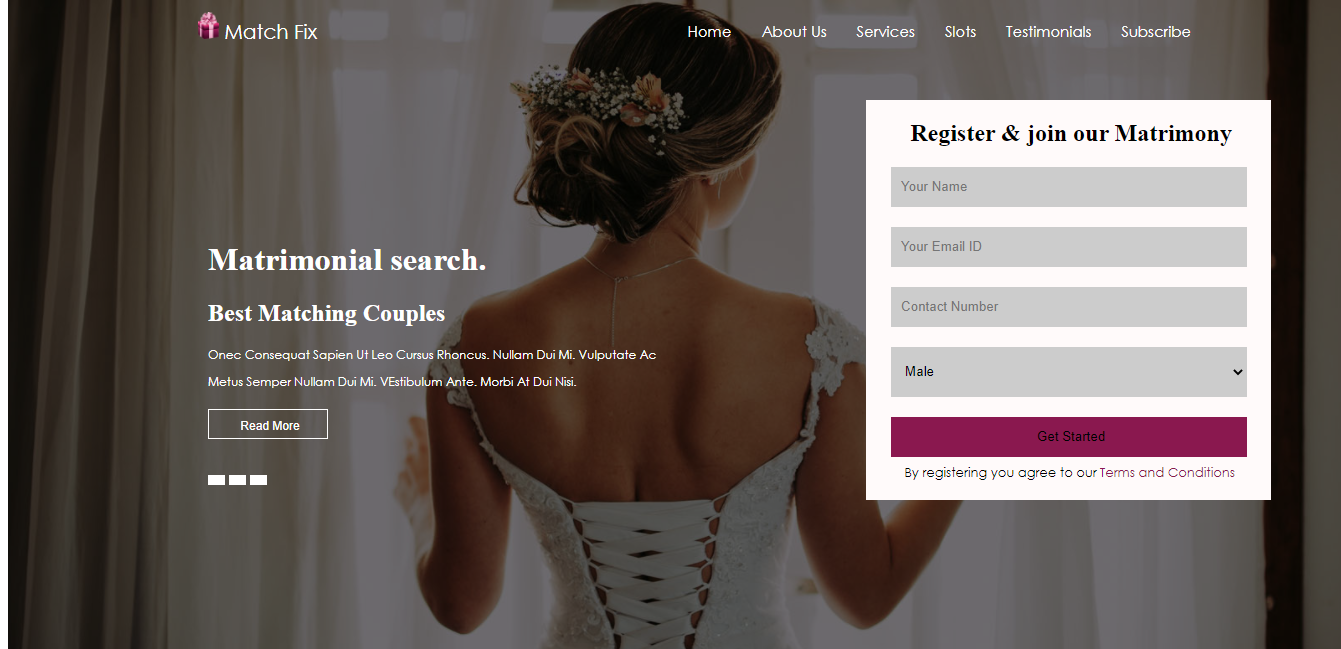 Match Fix
Home About Us Services Slots Testimonials Subscribe
Register & join our Matrimony
Your Name
Your Email ID
Contact Number
Male
Get Started
By registering you agree to our Terms and Conditions
Matrimonial search.
Best Matching Couples
Onec Consequat Sapien Ut Leo Cursus Rhoncus. Nullam Dui Mi. Vulputate Ac
Metus Semper Nullam Dui Mi. VEstibulum Ante. Morbi At Dui Nisi.
Read More